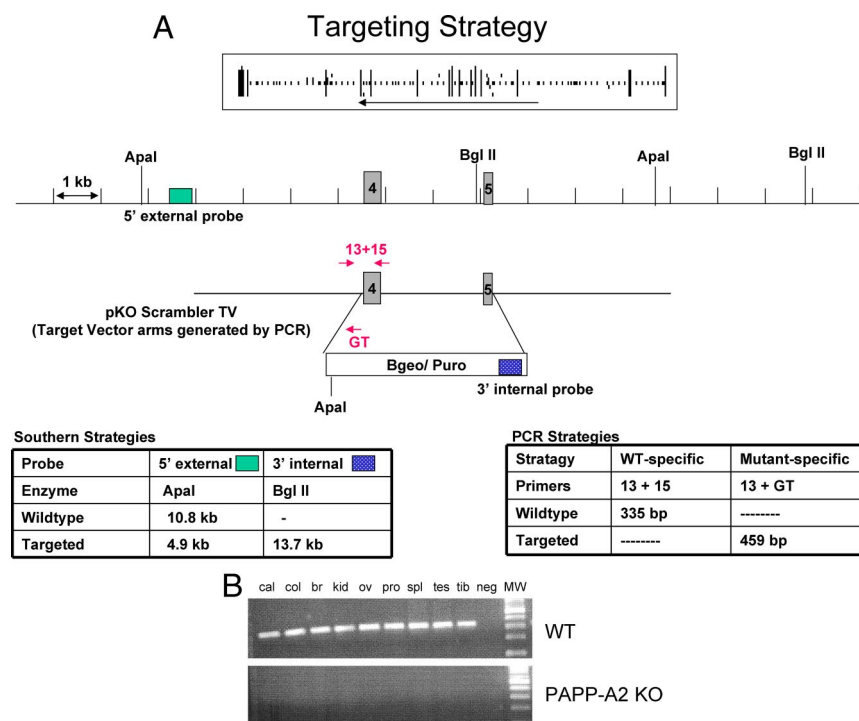 A
Targeting Strategy
ApaI
Bgl II
ApaI
Bgl II
1 kb
4
5
5’ external probe
13+15
4
5
pKO Scrambler TV
(Target Vector arms generated by PCR)
GT
Bgeo/ Puro
3’ internal probe
ApaI
Southern Strategies
Probe 5’ external 3’ internal
Enzyme ApaI Bgl II
Wildtype 10.8 kb -
Targeted 4.9 kb 13.7 kb
PCR Strategies
Stratagy WT-specific Mutant-specific
Primers 13 + 15 13 + GT
Wildtype 335 bp --------
Targeted -------- 459 bp
B
cal col br kid ov pro spl tes tib neg MW
WT
PAPP-A2 KO